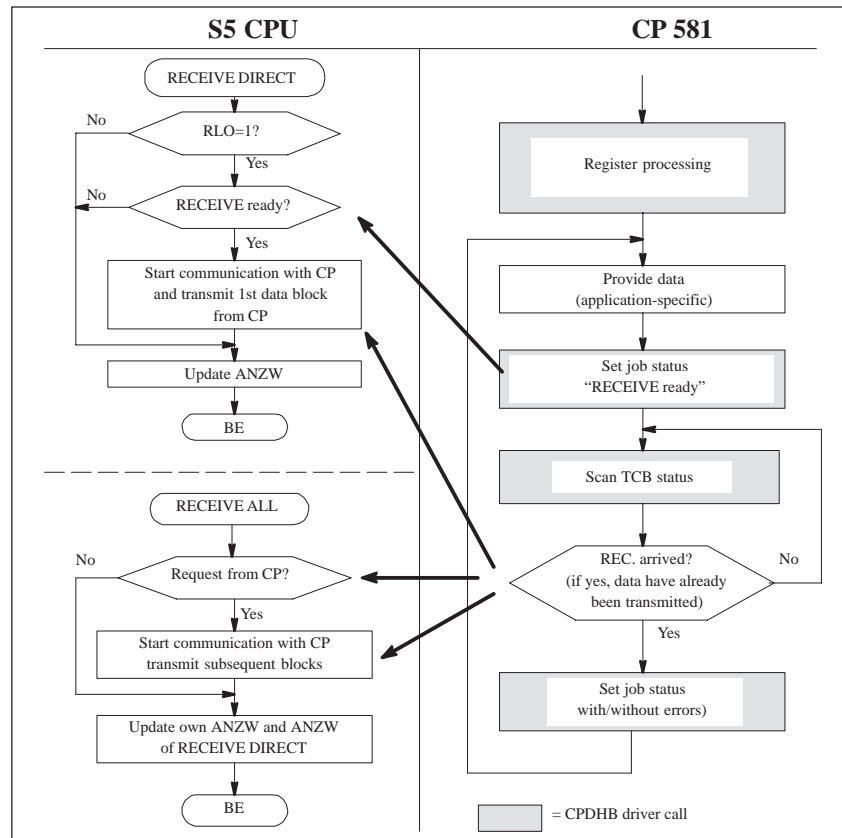 S5 CPU
RECEIVE DIRECT
No
RLO=1?
Yes
No
RECEIVE ready?
Yes
Start communication with CP
and transmit 1st data block
from CP
Update ANZW
BE
RECEIVE ALL
No
Request from CP?
Yes
Start communication with CP
transmit subsequent blocks
Update own ANZW and ANZW
of RECEIVE DIRECT
BE
CP 581
Register processing
Provide data
(application-specific)
Set job status
“RECEIVE ready”
Scan TCB status
REC. arrived?
(if yes, data have already
been transmitted)
No
Yes
Set job status
with/without errors)
= CPDHB driver call